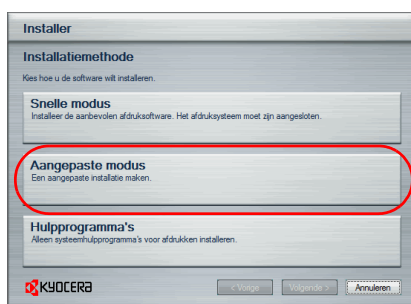 Installer
Installatiemethode
Kies hoe u de software wilt installeren.
Snelle modus
Installeer de aanbevolen afdruksoftware. Het afdruksysteem moet zijn aangesloten.
Aangepaste modus
Een aangepaste installatie maken.
Hulpprogramma's
Alleen systeemhulpprogramma's voor afdrukken installeren.
KYOCERA
< Vorige
Volgende >
Annuleren